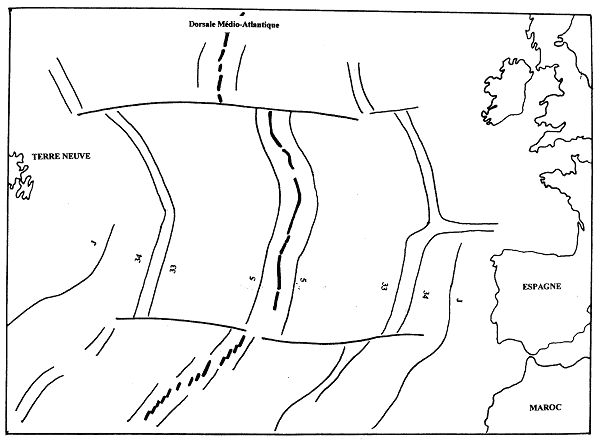 Dorsale Médio-Atlantique
TERRE NEUVE
J
34
33
5
5
33
34
J
ESPAGNE
MAROC